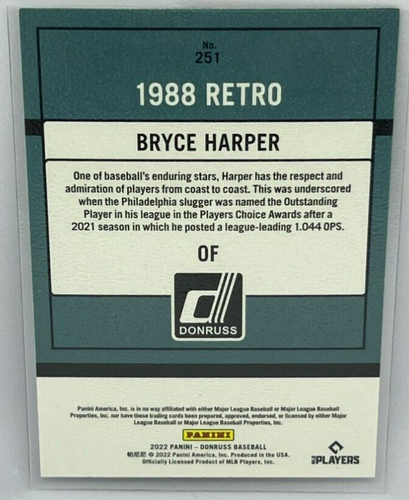 No.
251
1988 RETRO
BRYCE HARPER
One of baseball's enduring stars, Harper has the respect and
admiration of players from coast to coast. This was underscored
when the Philadelphia slugger was named the Outstanding
Player in his league in the Players Choice Awards after a
2021 season in which he posted a league-leading 1.044 OPS.
OF
DONRUSS
Panini America, Inc. is in no way affiliated with either Major League Baseball or Major League Baseball
Properties, Inc. nor have these trading cards been prepared, approved, endorsed, or licensed by either Major
League Baseball or Major League Baseball Properties, Inc.
PANINI
2022 PANINI – DONRUSS BASEBALL
帕尼尼 © 2022 Panini America, Inc. Produced in the USA.
Officially Licensed Product of MLB Players, Inc.
MLB PLAYERS